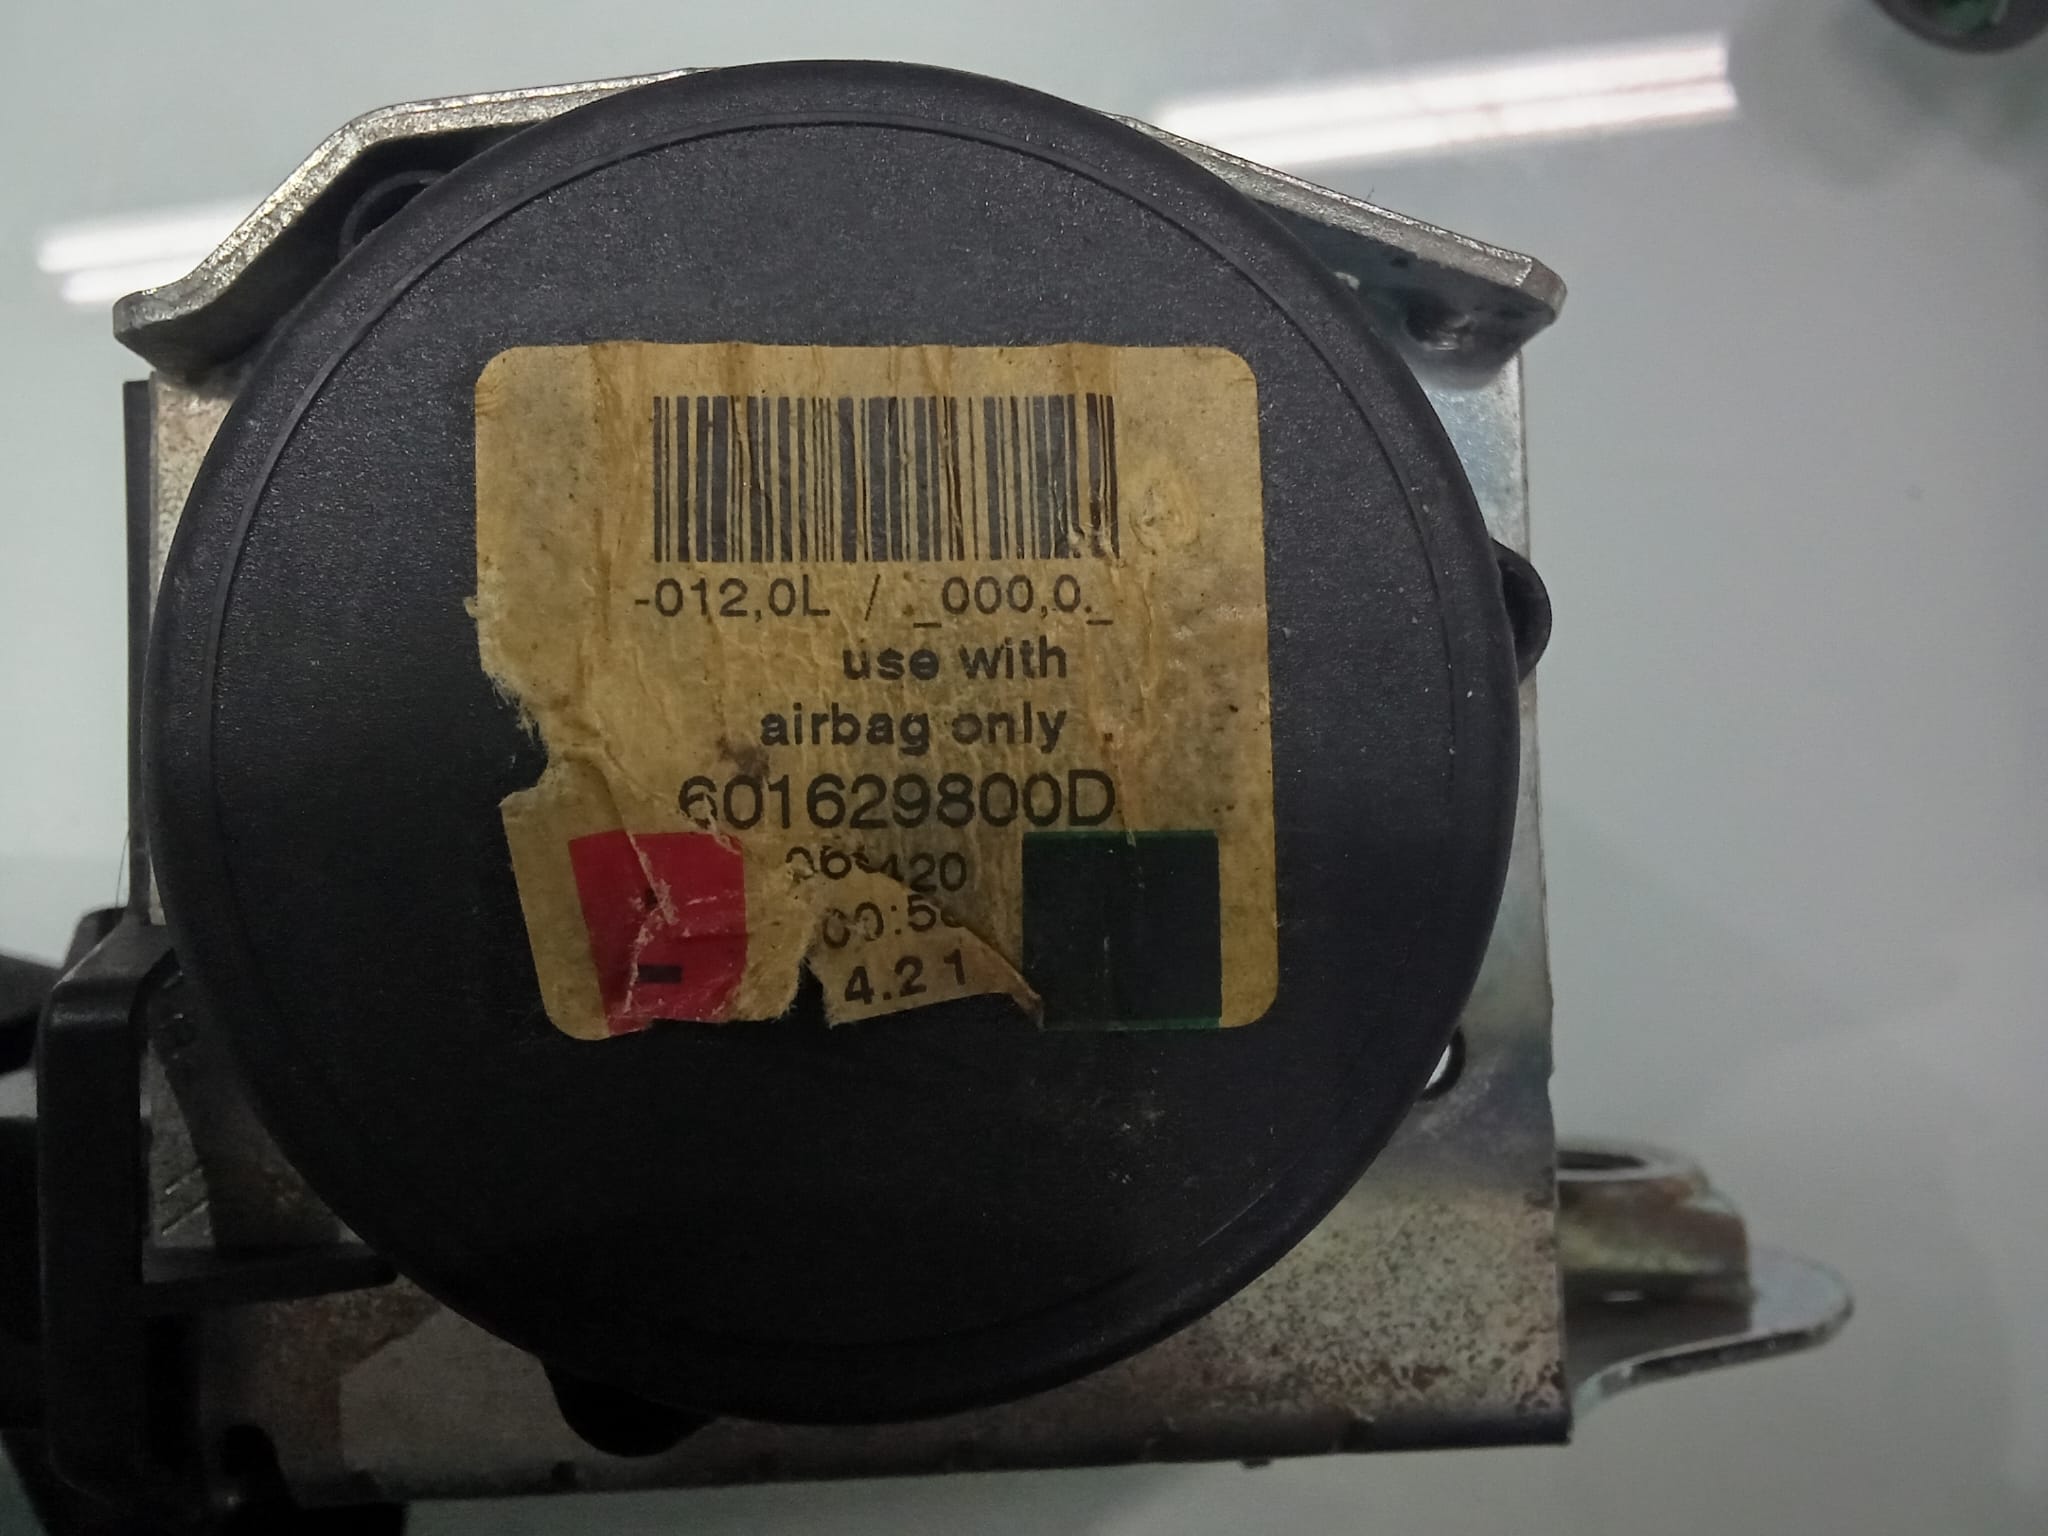 -012,0L / _000,0_
use with
airbag only
601629800D
4.2 1